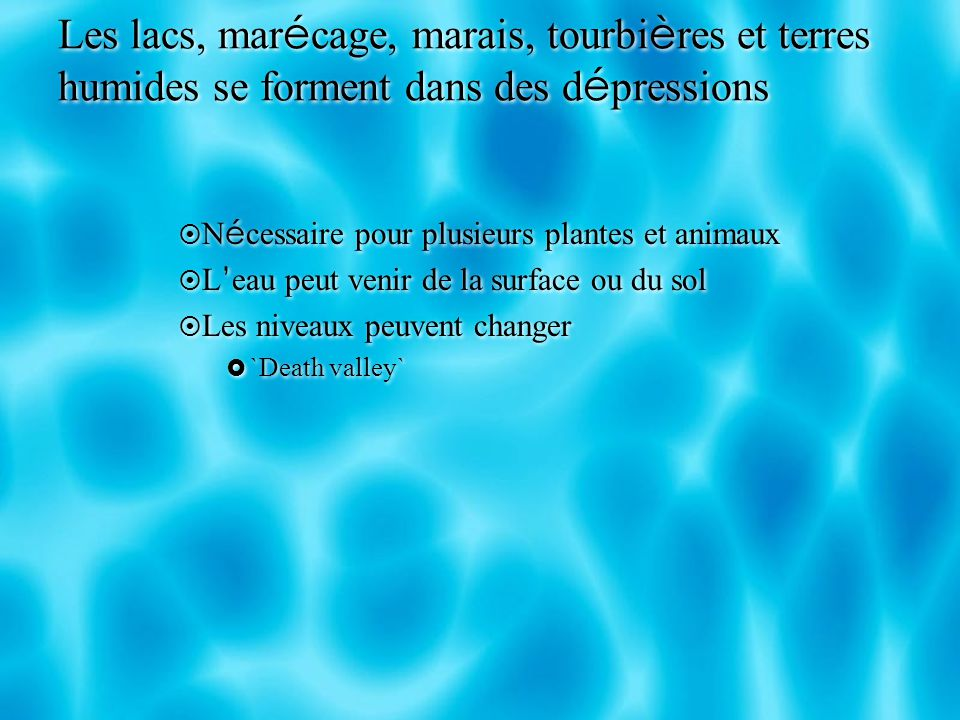 Les lacs, marécage, marais, tourbières et terres
humides se forment dans des dépressions
Nécessaire pour plusieurs plantes et animaux
L’eau peut venir de la surface ou du sol
Les niveaux peuvent changer
`Death valley`